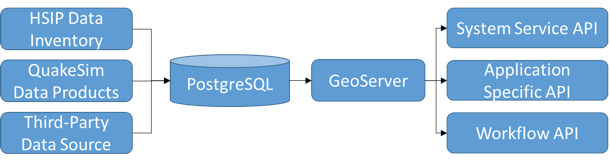 HSIP Data
Inventory
QuakeSim
Data Products
Third-Party
Data Source
PostgreSQL
GeoServer
System Service API
Application
Specific API
Workflow API